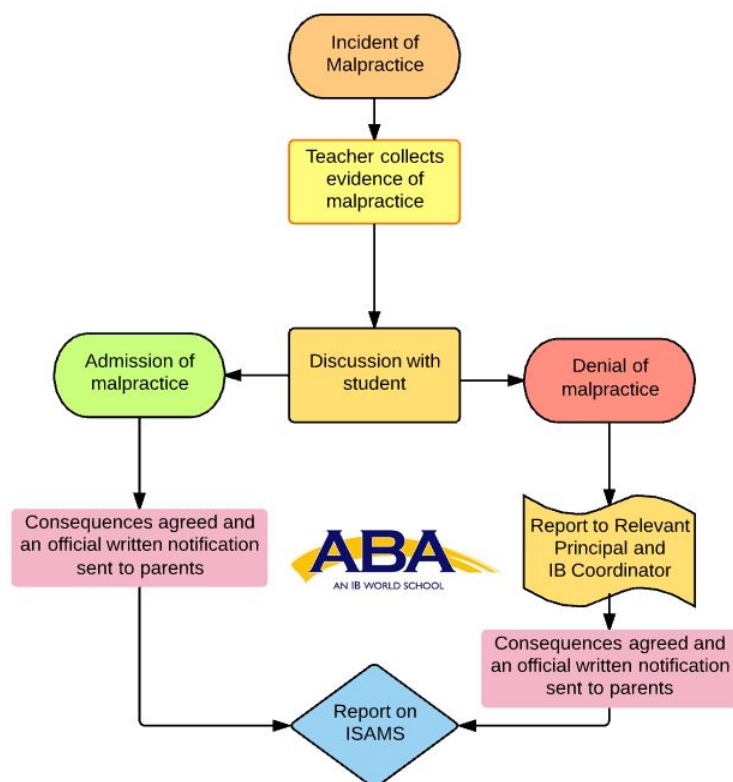 Incident of
Malpractice
Teacher collects
evidence of
malpractice
Discussion with
student
Admission of
malpractice
Denial of
malpractice
Consequences agreed and
an official written notification
sent to parents
Report to Relevant
Principal and
IB Coordinator
ABA
AN IB WORLD SCHOOL
Consequences agreed and
an official written notification
sent to parents
Report on
ISAMS